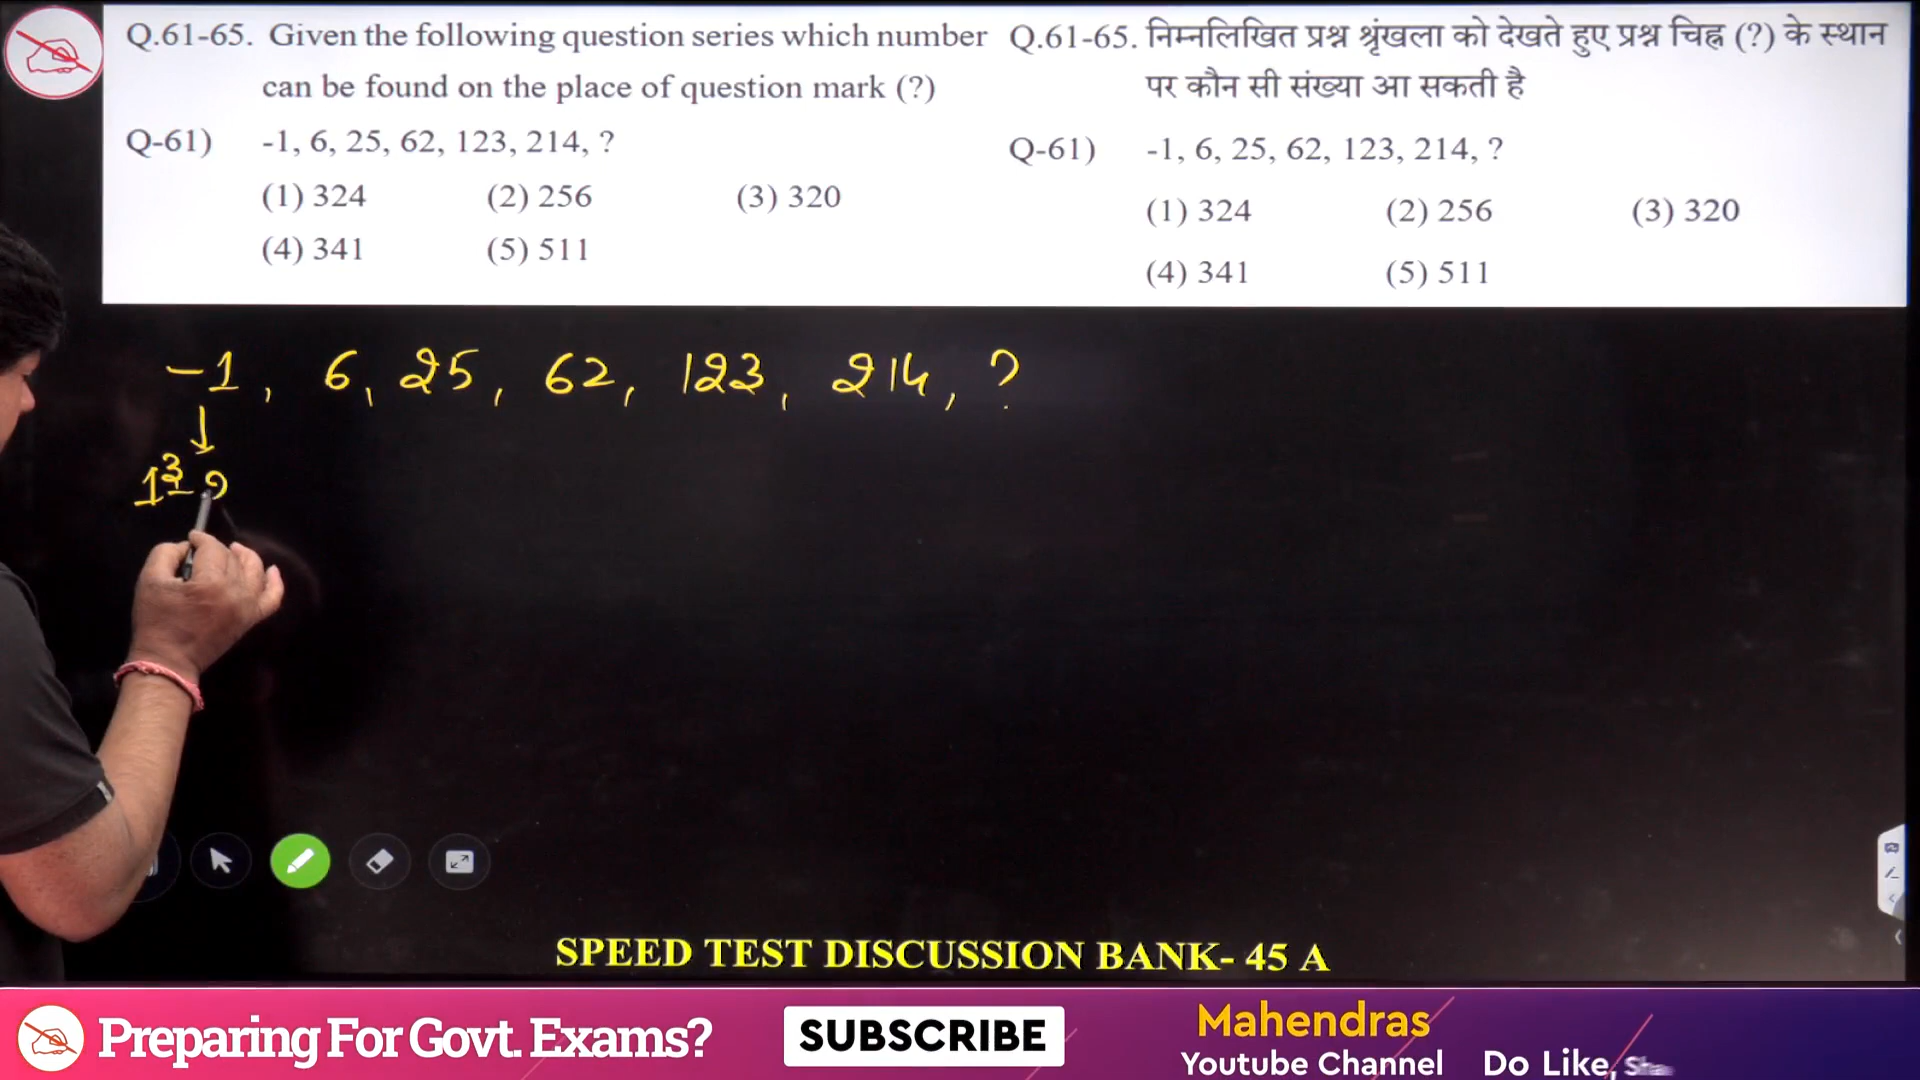 Q.61-65. Given the following question series which number
can be found on the place of question mark (?)
Q-61) -1, 6, 25, 62, 123, 214, ?
(1) 324 (2) 256 (3) 320
(4) 341 (5) 511
Q.61-65. निम्नलिखित प्रश्न श्रृंखला को देखते हुए प्रश्न चिह्न (?) के स्थान
पर कौन सी संख्या आ सकती है
Q-61) -1, 6, 25, 62, 123, 214, ?
(1) 324 (2) 256 (3) 320
(4) 341 (5) 511
-1, 6, 25, 62, 123, 214, ?
1³-
SPEED TEST DISCUSSION BANK- 45 A
Preparing For Govt. Exams?
SUBSCRIBE
Mahendras
Youtube Channel Do Like,